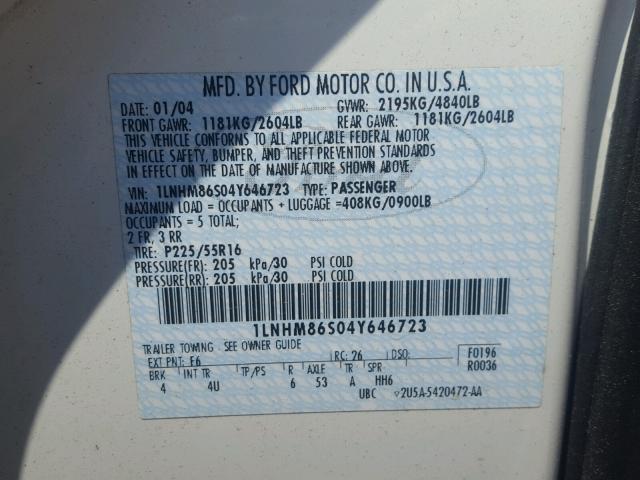 MFD. BY FORD MOTOR CO. IN U.S.A.
DATE: 01/04 GVWR: 2195KG/4840LB
FRONT GAWR: 1181KG/2604LB REAR GAWR: 1181KG/2604LB
THIS VEHICLE CONFORMS TO ALL APPLICABLE FEDERAL MOTOR
VEHICLE SAFETY, BUMPER, AND THEFT PREVENTION STANDARDS
IN EFFECT ON THE DATE OF MANUFACTURE SHOWN ABOVE.
VIN: 1LNHM86S04Y646723 TYPE: PASSENGER
MAXIMUM LOAD = OCCUPANTS + LUGGAGE =408KG/0900LB
OCCUPANTS = 5 TOTAL;
2 FR, 3 RR
TIRE: P225/55R16
PRESSURE(FR)= 205 kPa/30 PSI COLD
PRESSURE(RR)= 205 kPa/30 PSI COLD
1LNHM86S04Y646723
TRAILER TOWING - SEE OWNER GUIDE
EXT PNT: F6 RC: 26 DSO: F0196
BRK INT TR TP/PS R AXLE TR SPR R0036
4 4U 6 53 A HH6
UBC ▽2U5A-5420472-AA